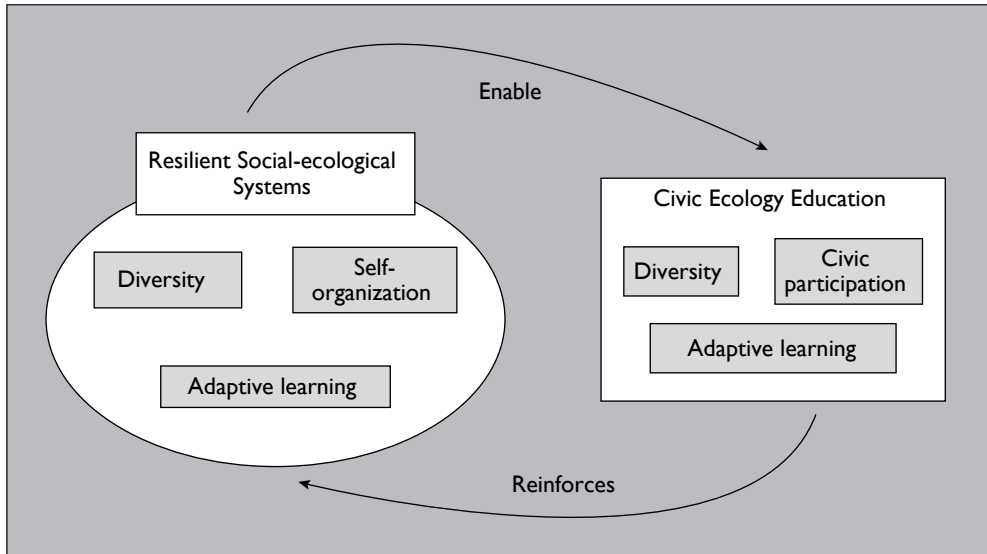 Enable
Resilient Social-ecological
Systems
Diversity
Self-
organization
Adaptive learning
Civic Ecology Education
Diversity
Civic
participation
Adaptive learning
Reinforces